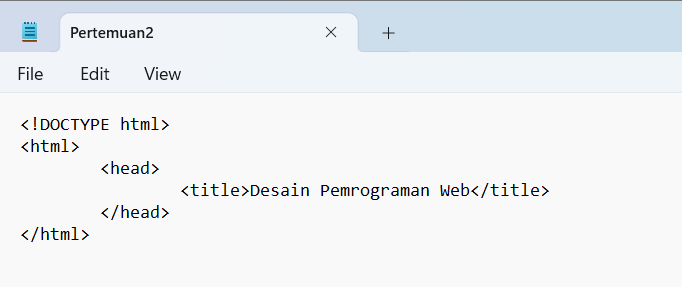 Pertemuan2
File Edit View
<!DOCTYPE html>
<html>
<head>
<title>Desain Pemrograman Web</title>
</head>
</html>